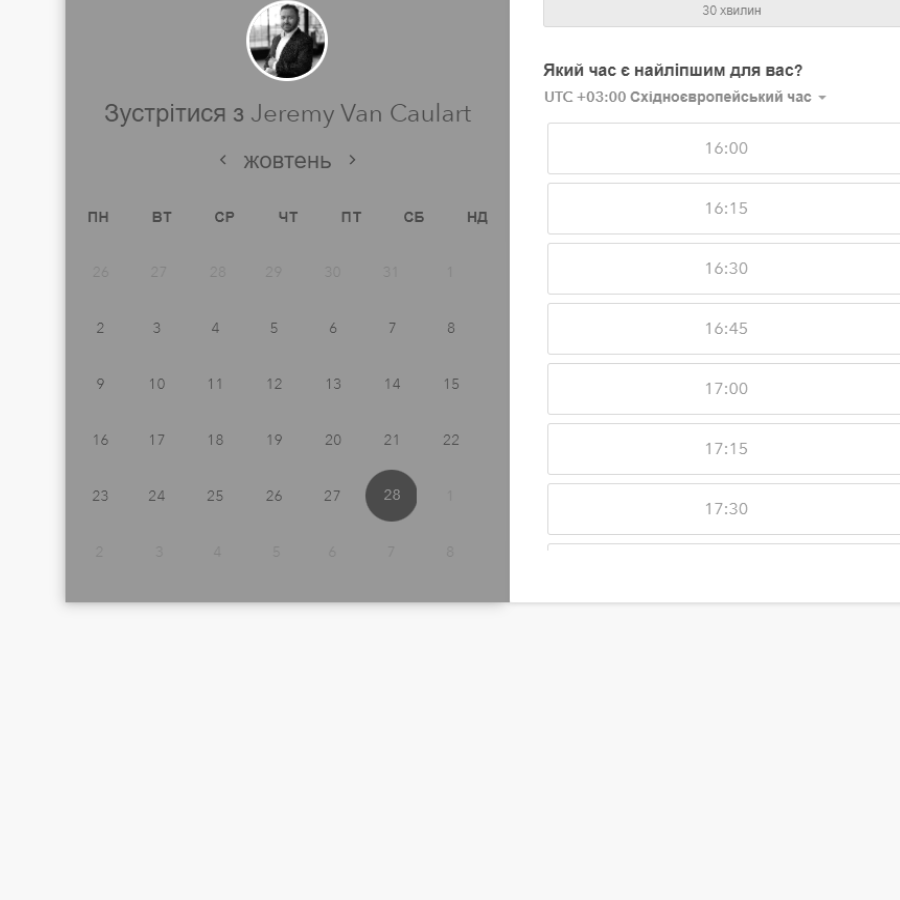 Зустрітися з Jeremy Van Caulart
жовтень
ПН ВТ СР ЧТ ПТ СБ НД
26 27 28 29 30 31 1
2 3 4 5 6 7 8
9 10 11 12 13 14 15
16 17 18 19 20 21 22
23 24 25 26 27 28 1
2 3 4 5 6 7 8
30 хвилин
Який час є найліпшим для вас?
UTC +03:00 Східноєвропейський час
16:00
16:15
16:30
16:45
17:00
17:15
17:30